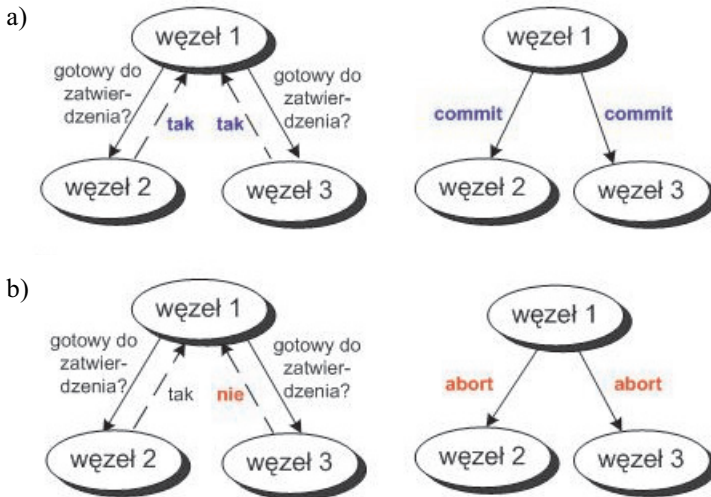 a)
węzeł 1
gotowy do
zatwier-
dzenia?
tak
tak
gotowy do
zatwier-
dzenia?
węzeł 2
węzeł 3
węzeł 1
commit
commit
węzeł 2
węzeł 3
b)
węzeł 1
gotowy do
zatwier-
dzenia?
tak
nie
gotowy do
zatwier-
dzenia?
węzeł 2
węzeł 3
węzeł 1
abort
abort
węzeł 2
węzeł 3